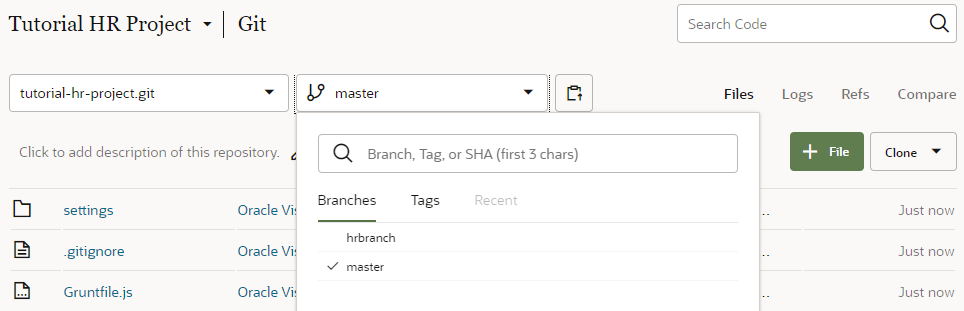 Tutorial HR Project Git
Search Code
tutorial-hr-project.git master Files Logs Refs Compare
Click to add description of this repository. Branch, Tag, or SHA (first 3 chars) + File Clone
Branches Tags Recent
settings Oracle Vis .. Just now
hrbranch
.gitignore Oracle Vis .. Just now
master
Gruntfile.js Oracle Vis .. Just now